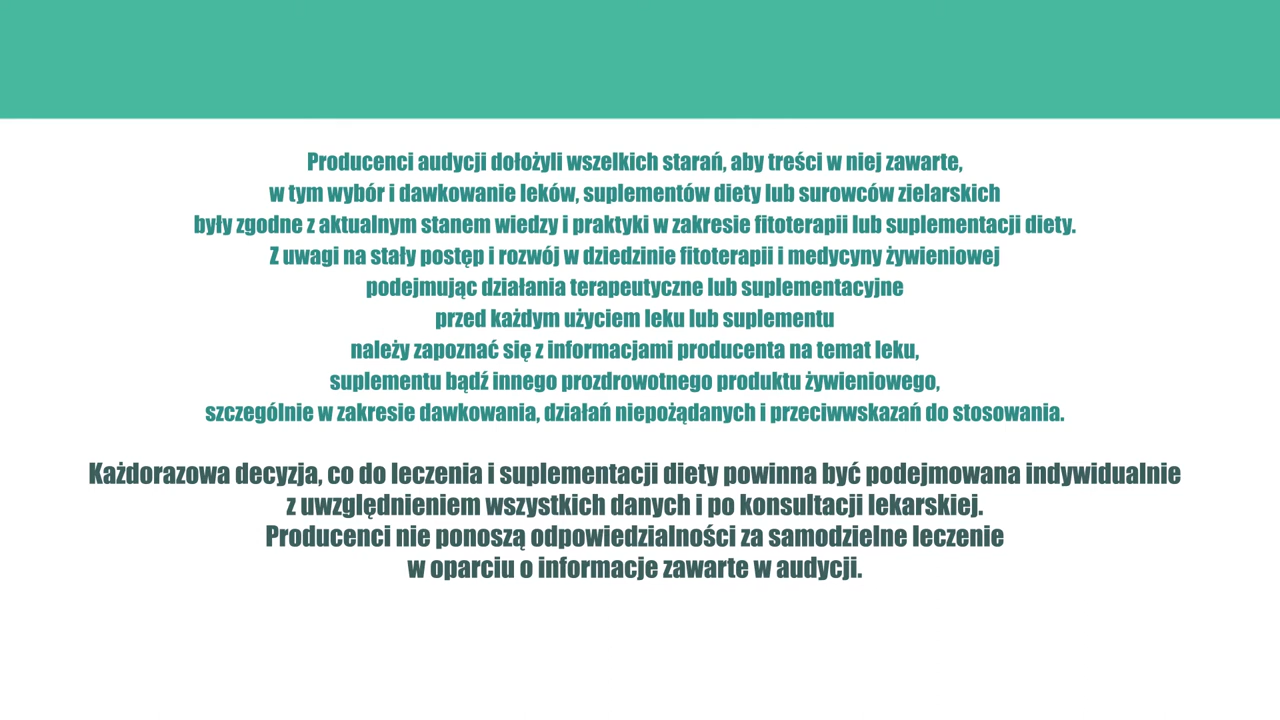 Producenci audycji dołożyli wszelkich starań, aby treści w niej zawarte,
w tym wybór i dawkowanie leków, suplementów diety lub surowców zielarskich
były zgodne z aktualnym stanem wiedzy i praktyki w zakresie fitoterapii lub suplementacji diety.
Z uwagi na stały postęp i rozwój w dziedzinie fitoterapii i medycyny żywieniowej
podejmując działania terapeutyczne lub suplementacyjne
przed każdym użyciem leku lub suplementu
należy zapoznać się z informacjami producenta na temat leku,
suplementu bądź innego prozdrowotnego produktu żywieniowego,
szczególnie w zakresie dawkowania, działań niepożądanych i przeciwwskazań do stosowania.
Każdorazowa decyzja, co do leczenia i suplementacji diety powinna być podejmowana indywidualnie
z uwzględnieniem wszystkich danych i po konsultacji lekarskiej.
Producenci nie ponoszą odpowiedzialności za samodzielne leczenie
w oparciu o informacje zawarte w audycji.